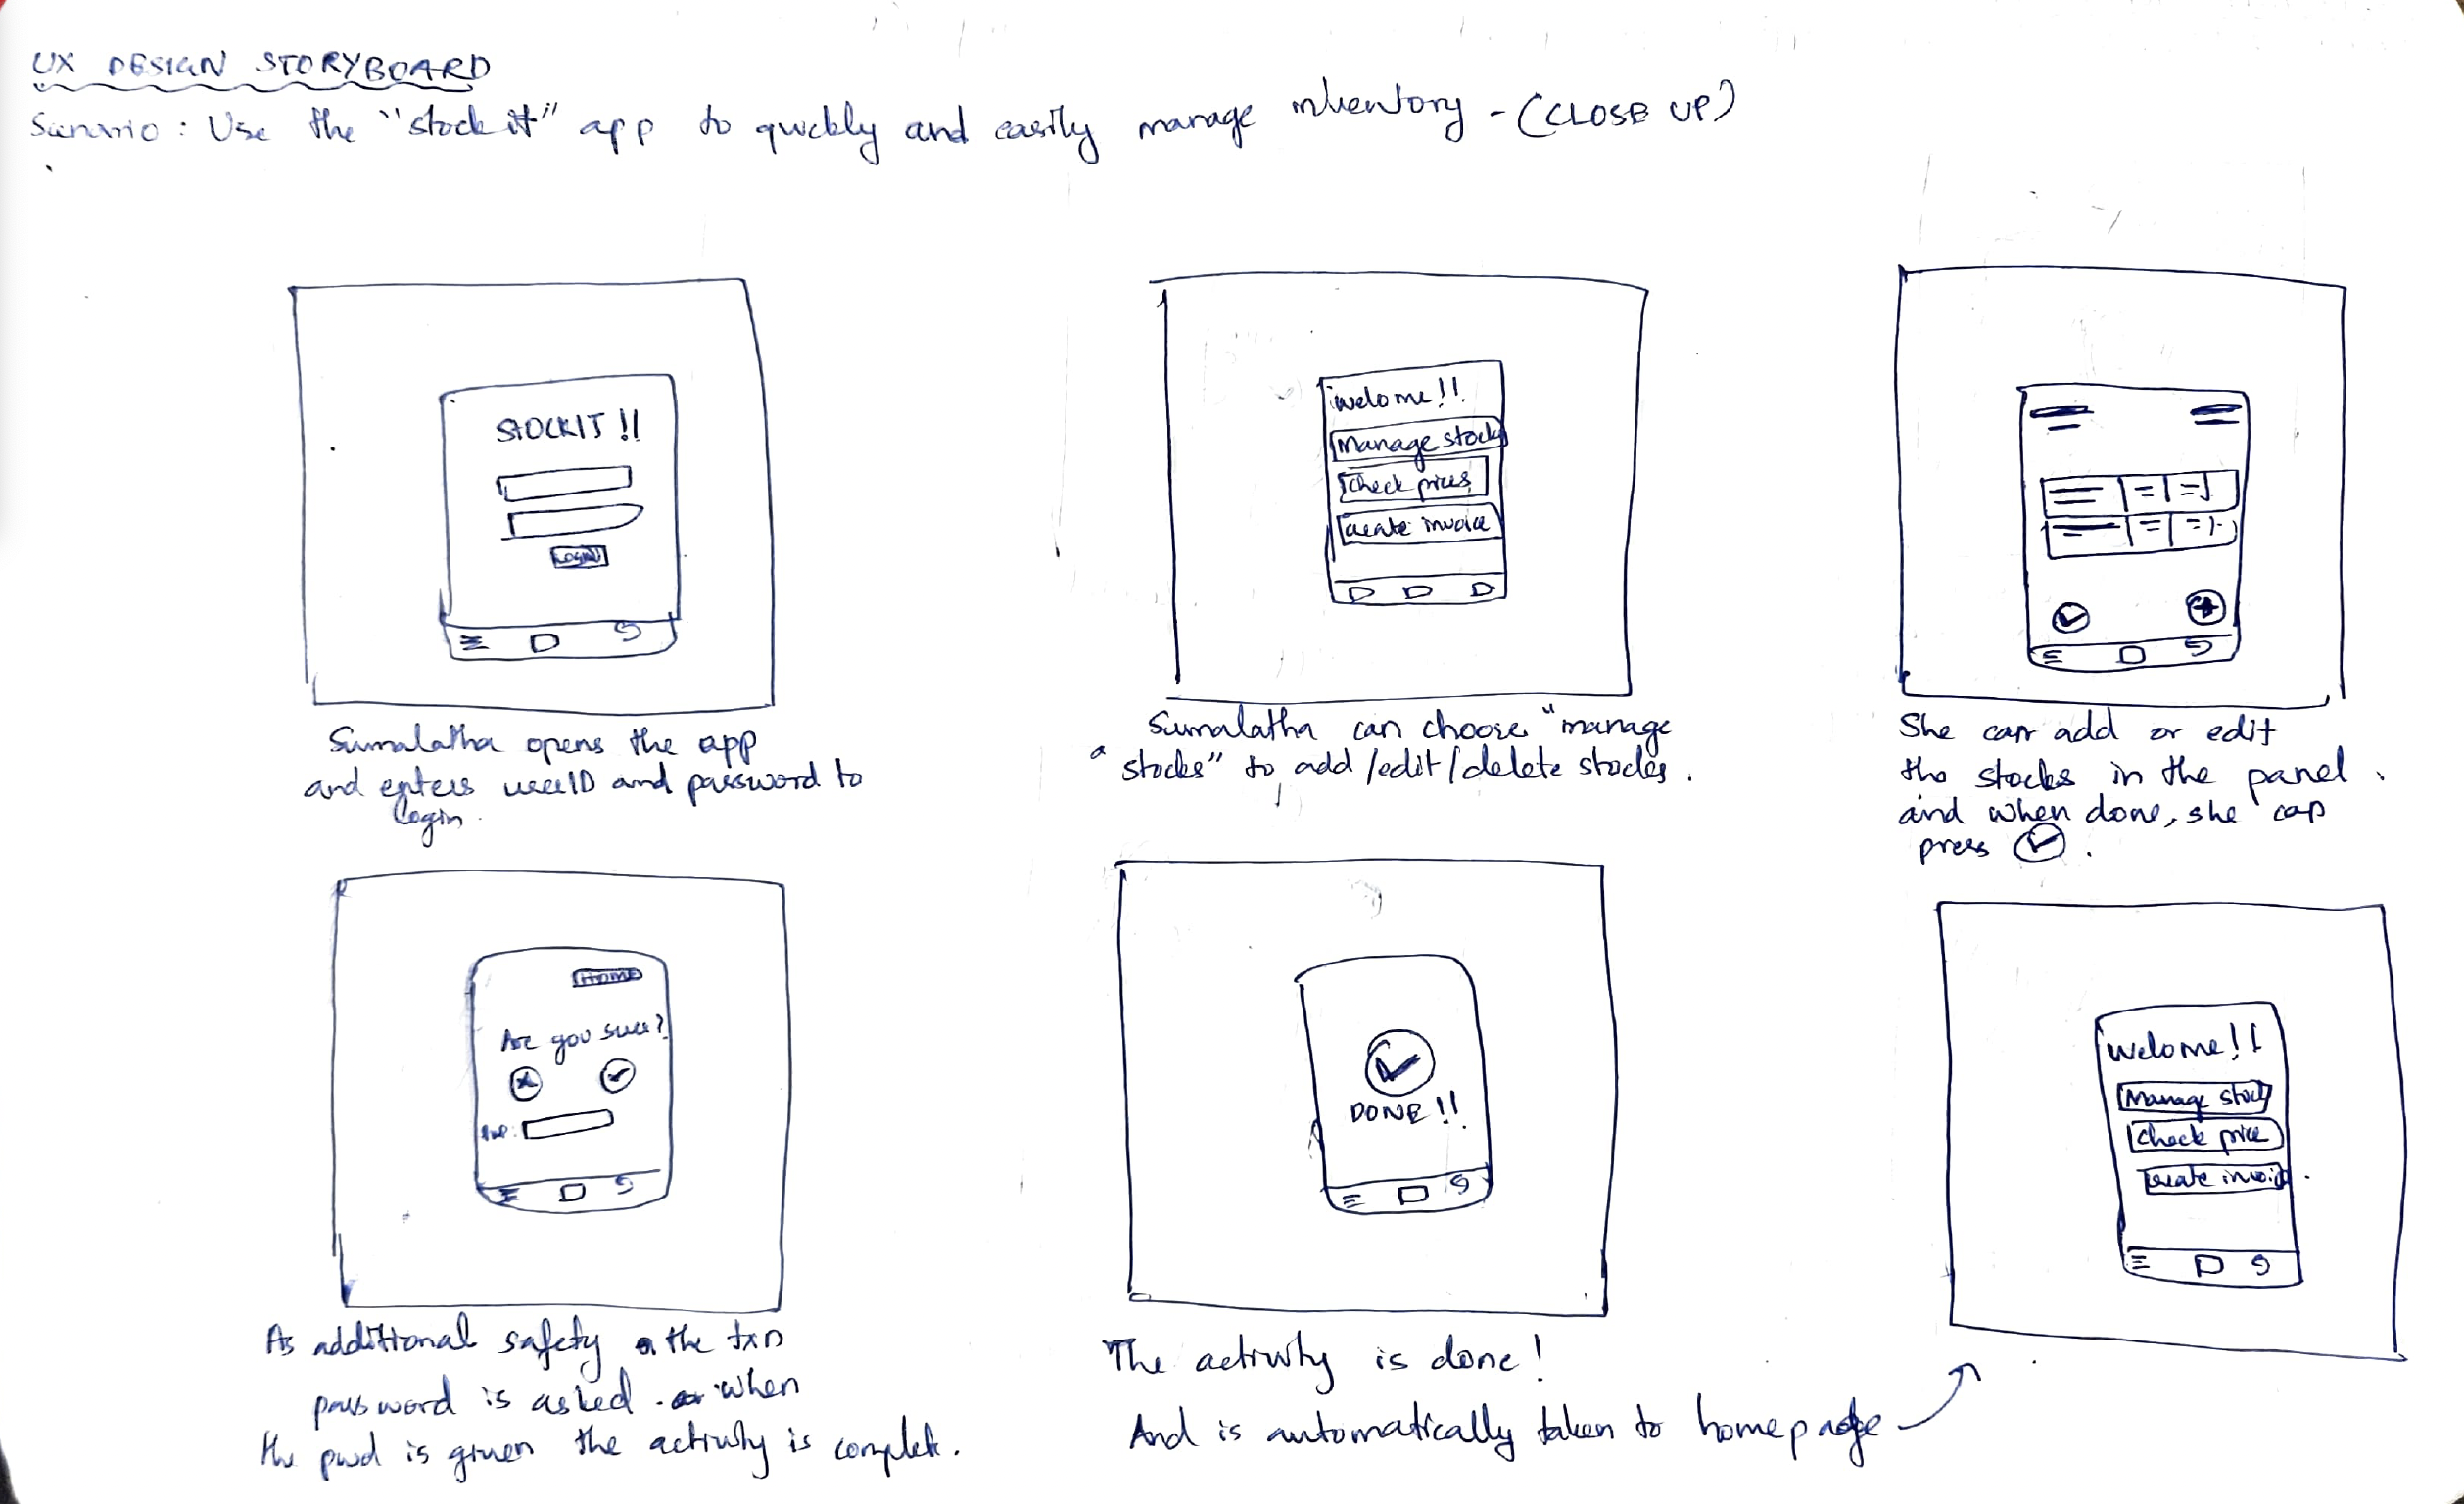 UX DESIGN STORYBOARD
Scenario : Use the "stock it" app to quickly and easily manage inventory - (CLOSE UP)
STOCKIT !!
LOGIN
Sumalatha opens the app
and enters userID and password to
login.
Welcome!!
Manage stocks
Check prices
Create invoice
Sumalatha can choose "manage
stocks" to add/edit/delete stocks.
She can add or edit
the stocks in the panel.
and when done, she can
press ✓.
Home
Are you sure?
As additional safety the txn
password is asked. when
the pwd is given the activity is complete.
DONE!!
The activity is done!
And is automatically taken to homepage
Welcome!!
Manage stock
Check price
Create invoice